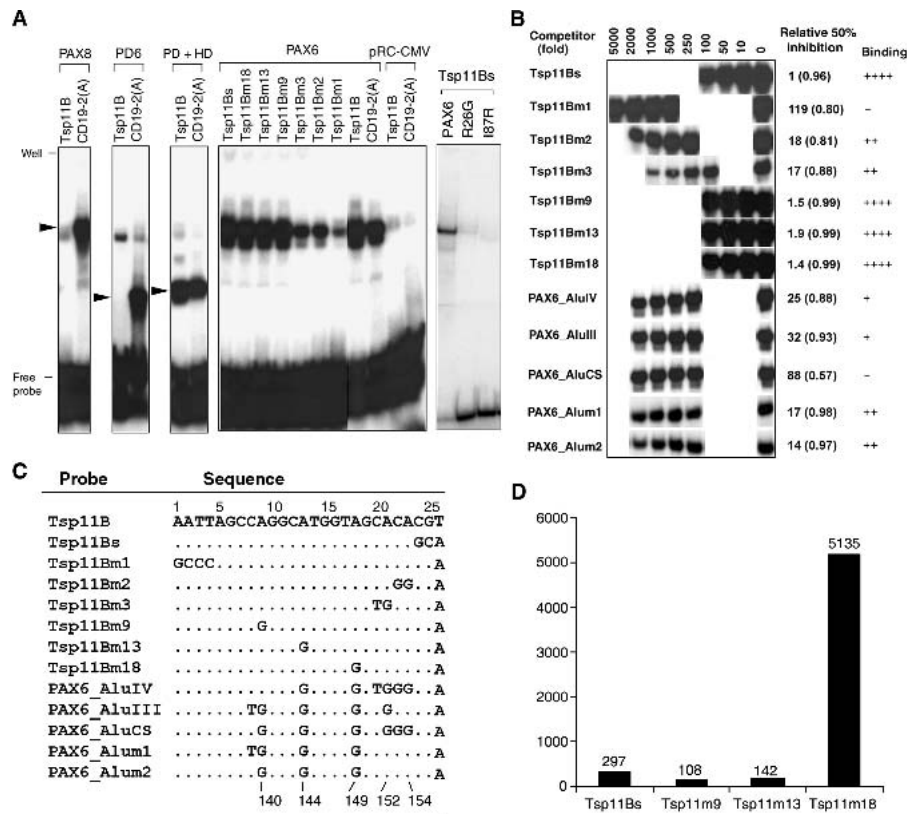 A
PAX8
PD6
PD + HD
PAX6
pRC-CMV
Tsp11B
CD19-2(A)
Tsp11B
CD19-2(A)
Tsp11B
CD19-2(A)
Tsp11Bs
Tsp11Bm18
Tsp11Bm13
Tsp11Bm9
Tsp11Bm3
Tsp11Bm2
Tsp11Bm1
Tsp11B
CD19-2(A)
Tsp11B
CD19-2(A)
Tsp11Bs
PAX6
R26G
I87R
Well
Free probe
B
Competitor (fold)
5000 2000 1000 500 250 100 50 10 0
Relative 50% Inhibition
Binding
Tsp11Bs 1 (0.96) ++++
Tsp11Bm1 119 (0.80) –
Tsp11Bm2 18 (0.81) ++
Tsp11Bm3 17 (0.88) ++
Tsp11Bm9 1.5 (0.99) ++++
Tsp11Bm13 1.9 (0.99) ++++
Tsp11Bm18 1.4 (0.99) ++++
PAX6_AluIV 25 (0.88) +
PAX6_AluIII 32 (0.93) +
PAX6_AluCS 88 (0.57) –
PAX6_Alum1 17 (0.98) ++
PAX6_Alum2 14 (0.97) ++
C
Probe Sequence
1 5 10 15 20 25
Tsp11B AATTAGCCAGGCATGGTAGCACACGT
Tsp11Bs .......................GCA
Tsp11Bm1 GCCC.....................A
Tsp11Bm2 .....................GG..A
Tsp11Bm3 ...................TG....A
Tsp11Bm9 ........G................A
Tsp11Bm13 ............G............A
Tsp11Bm18 .................G.......A
PAX6_AluIV ............G....G.TGGG..A
PAX6_AluIII .......TG...G....G..G....A
PAX6_AluCS ........G...G....G..GGG..A
PAX6_Alum1 .......TG...G....G.......A
PAX6_Alum2 ........G...G....G.......A
140 144 149 152 154
D
6000
5000
4000
3000
2000
1000
0
297
108
142
5135
Tsp11Bs
Tsp11m9
Tsp11m13
Tsp11m18